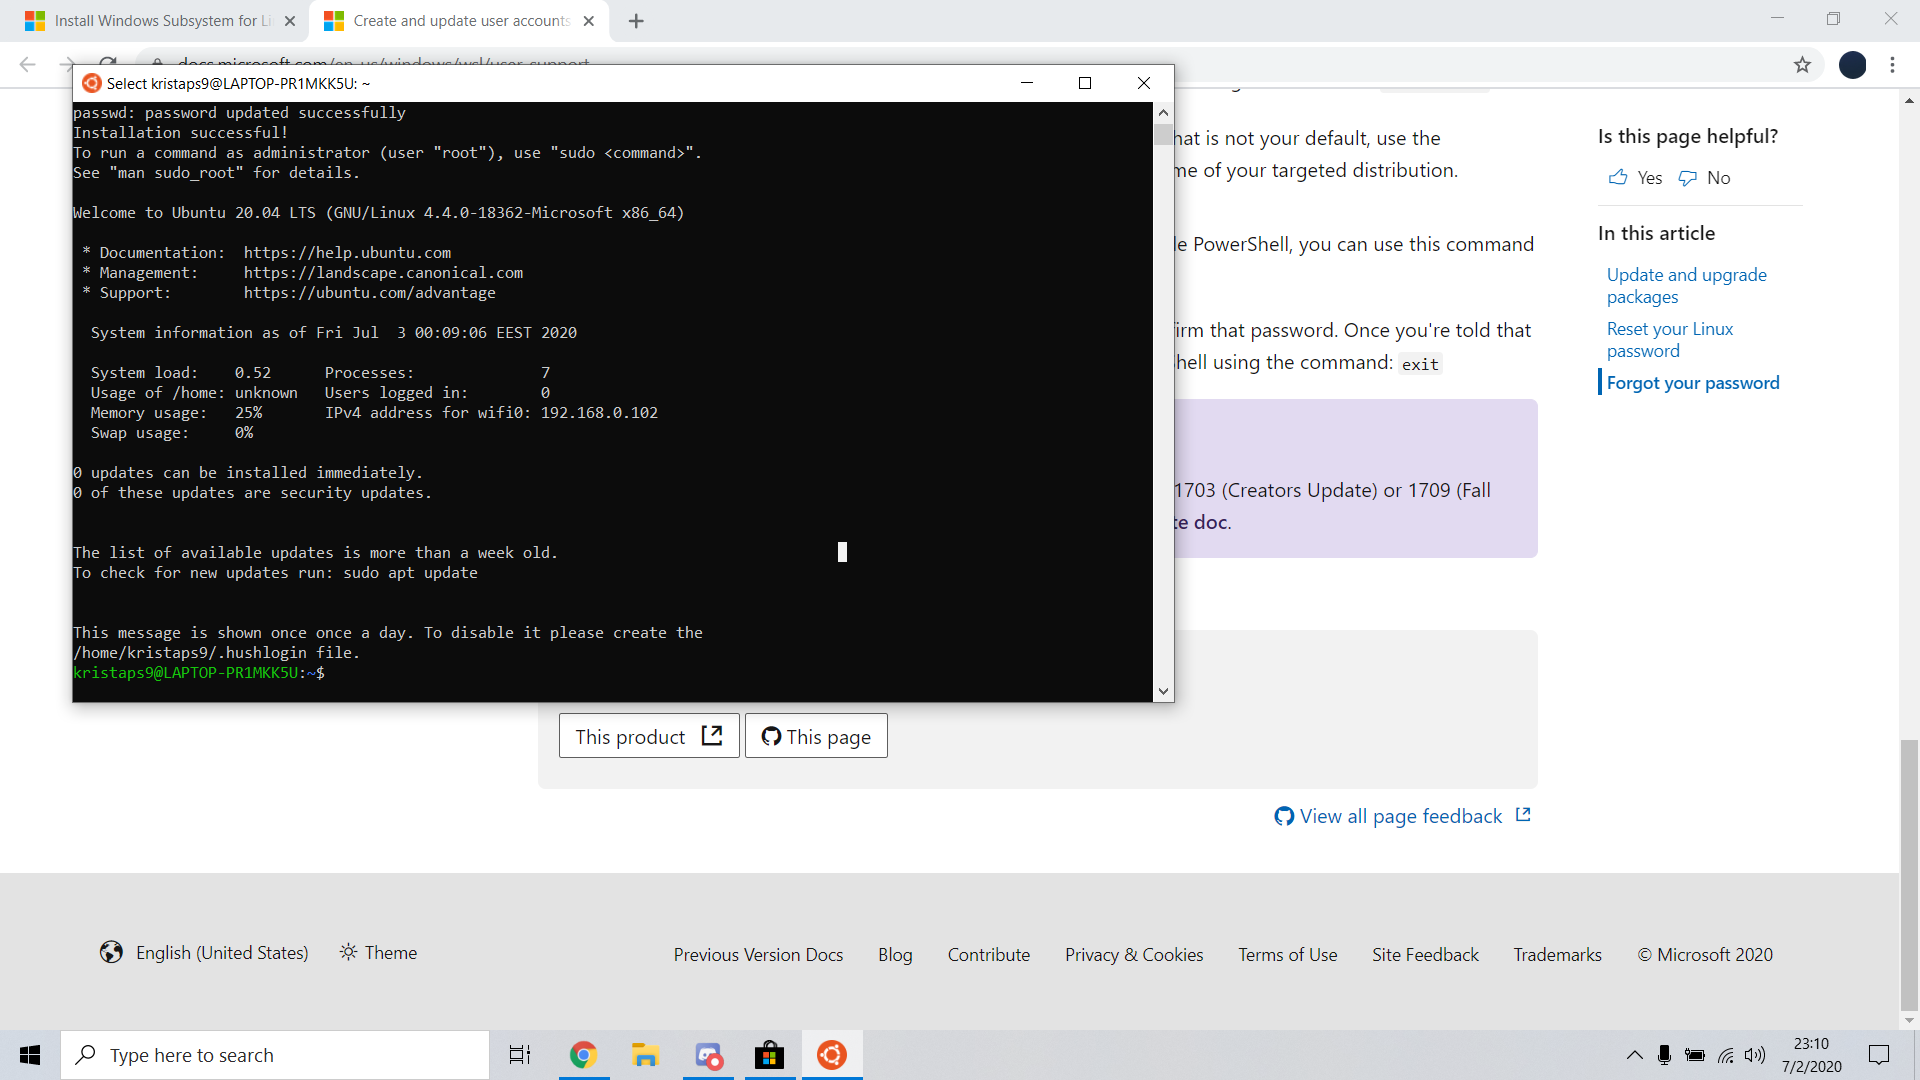 Install Windows Subsystem for Li
Create and update user accounts
docs.microsoft.com/en-us/windows/wsl/user-support
Select kristaps9@LAPTOP-PR1MKK5U: ~
passwd: password updated successfully
Installation successful!
To run a command as administrator (user "root"), use "sudo <command>".
See "man sudo_root" for details.
Welcome to Ubuntu 20.04 LTS (GNU/Linux 4.4.0-18362-Microsoft x86_64)
* Documentation:  https://help.ubuntu.com
* Management:     https://landscape.canonical.com
* Support:        https://ubuntu.com/advantage
System information as of Fri Jul  3 00:09:06 EEST 2020
System load:    0.52      Processes:              7
Usage of /home: unknown   Users logged in:        0
Memory usage:   25%       IPv4 address for wifi0: 192.168.0.102
Swap usage:     0%
0 updates can be installed immediately.
0 of these updates are security updates.
The list of available updates is more than a week old.
To check for new updates run: sudo apt update
This message is shown once once a day. To disable it please create the
/home/kristaps9/.hushlogin file.
kristaps9@LAPTOP-PR1MKK5U:~$
hat is not your default, use the
me of your targeted distribution.
le PowerShell, you can use this command
firm that password. Once you're told that
hell using the command: exit
1703 (Creators Update) or 1709 (Fall
te doc.
Is this page helpful?
Yes No
In this article
Update and upgrade
packages
Reset your Linux
password
Forgot your password
This product This page
View all page feedback
English (United States) Theme
Previous Version Docs Blog Contribute Privacy & Cookies Terms of Use Site Feedback Trademarks © Microsoft 2020
Type here to search
23:10
7/2/2020